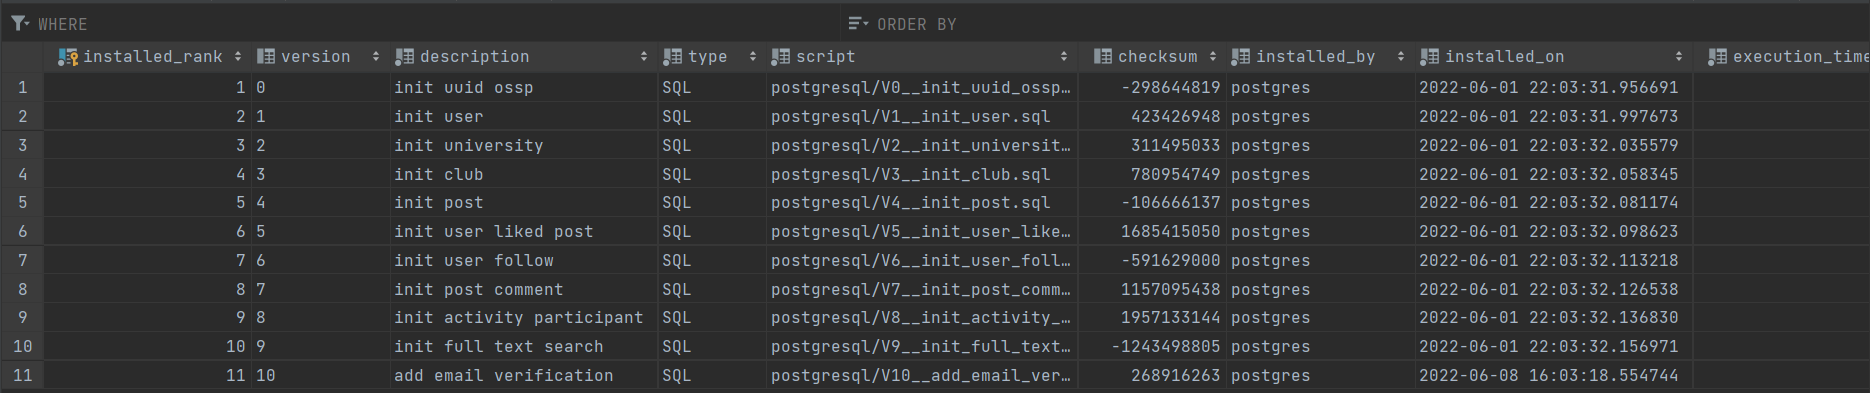 WHERE ORDER BY
installed_rank version description type script checksum installed_by installed_on execution_time
1 1 0 init uuid ossp SQL postgresql/V0__init_uuid_ossp… -298644819 postgres 2022-06-01 22:03:31.956691
2 2 1 init user SQL postgresql/V1__init_user.sql 423426948 postgres 2022-06-01 22:03:31.997673
3 3 2 init university SQL postgresql/V2__init_universit… 311495033 postgres 2022-06-01 22:03:32.035579
4 4 3 init club SQL postgresql/V3__init_club.sql 780954749 postgres 2022-06-01 22:03:32.058345
5 5 4 init post SQL postgresql/V4__init_post.sql -106666137 postgres 2022-06-01 22:03:32.081174
6 6 5 init user liked post SQL postgresql/V5__init_user_like… 1685415050 postgres 2022-06-01 22:03:32.098623
7 7 6 init user follow SQL postgresql/V6__init_user_foll… -591629000 postgres 2022-06-01 22:03:32.113218
8 8 7 init post comment SQL postgresql/V7__init_post_comm… 1157095438 postgres 2022-06-01 22:03:32.126538
9 9 8 init activity participant SQL postgresql/V8__init_activity_… 1957133144 postgres 2022-06-01 22:03:32.136830
10 10 9 init full text search SQL postgresql/V9__init_full_text… -1243498805 postgres 2022-06-01 22:03:32.156971
11 11 10 add email verification SQL postgresql/V10__add_email_ver… 268916263 postgres 2022-06-08 16:03:18.554744